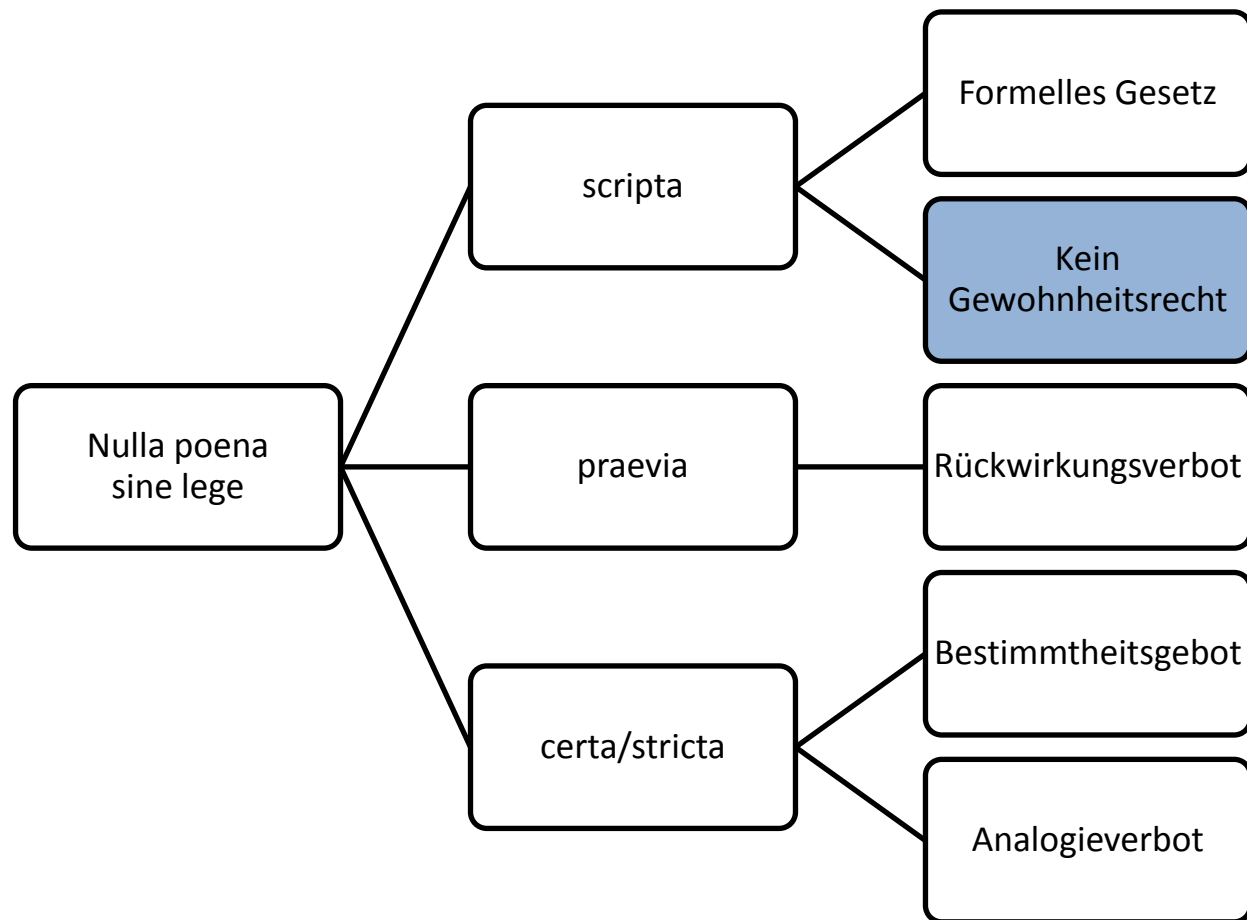 Nulla poena
sine lege
scripta
Formelles Gesetz
Kein
Gewohnheitsrecht
praevia
Rückwirkungsverbot
certa/stricta
Bestimmtheitsgebot
Analogieverbot